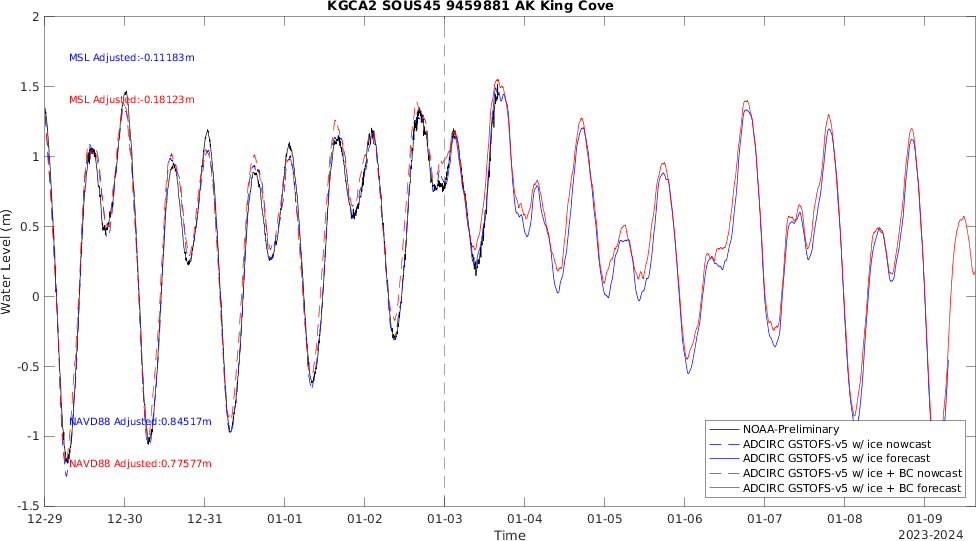 KGCA2 SOUS45 9459881 AK King Cove
2
1.5
1
0.5
0
-0.5
-1
-1.5
Water Level (m)
MSL Adjusted:-0.11183m
MSL Adjusted:-0.18123m
NAVD88 Adjusted:0.84517m
NAVD88 Adjusted:0.77577m
NOAA-Preliminary
ADCIRC GSTOFS-v5 w/ ice nowcast
ADCIRC GSTOFS-v5 w/ ice forecast
ADCIRC GSTOFS-v5 w/ ice + BC nowcast
ADCIRC GSTOFS-v5 w/ ice + BC forecast
12-29 12-30 12-31 01-01 01-02 01-03 01-04 01-05 01-06 01-07 01-08 01-09
Time
2023-2024